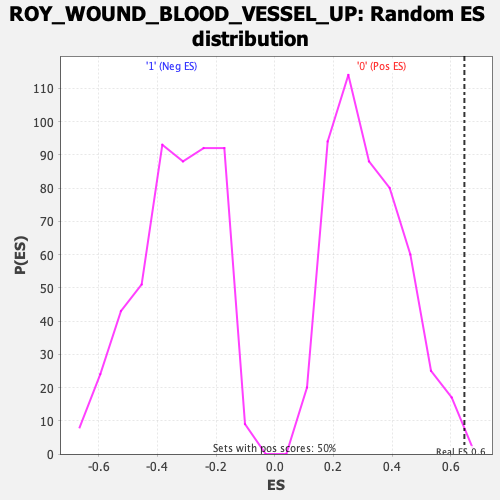 ROY_WOUND_BLOOD_VESSEL_UP: Random ES
distribution
'1' (Neg ES) '0' (Pos ES)
110
100
90
80
70
60
50
40
30
20
10
0
P(ES)
Sets with pos scores: 50%
Real ES 0.6
-0.6 -0.4 -0.2 0.0 0.2 0.4 0.6
ES